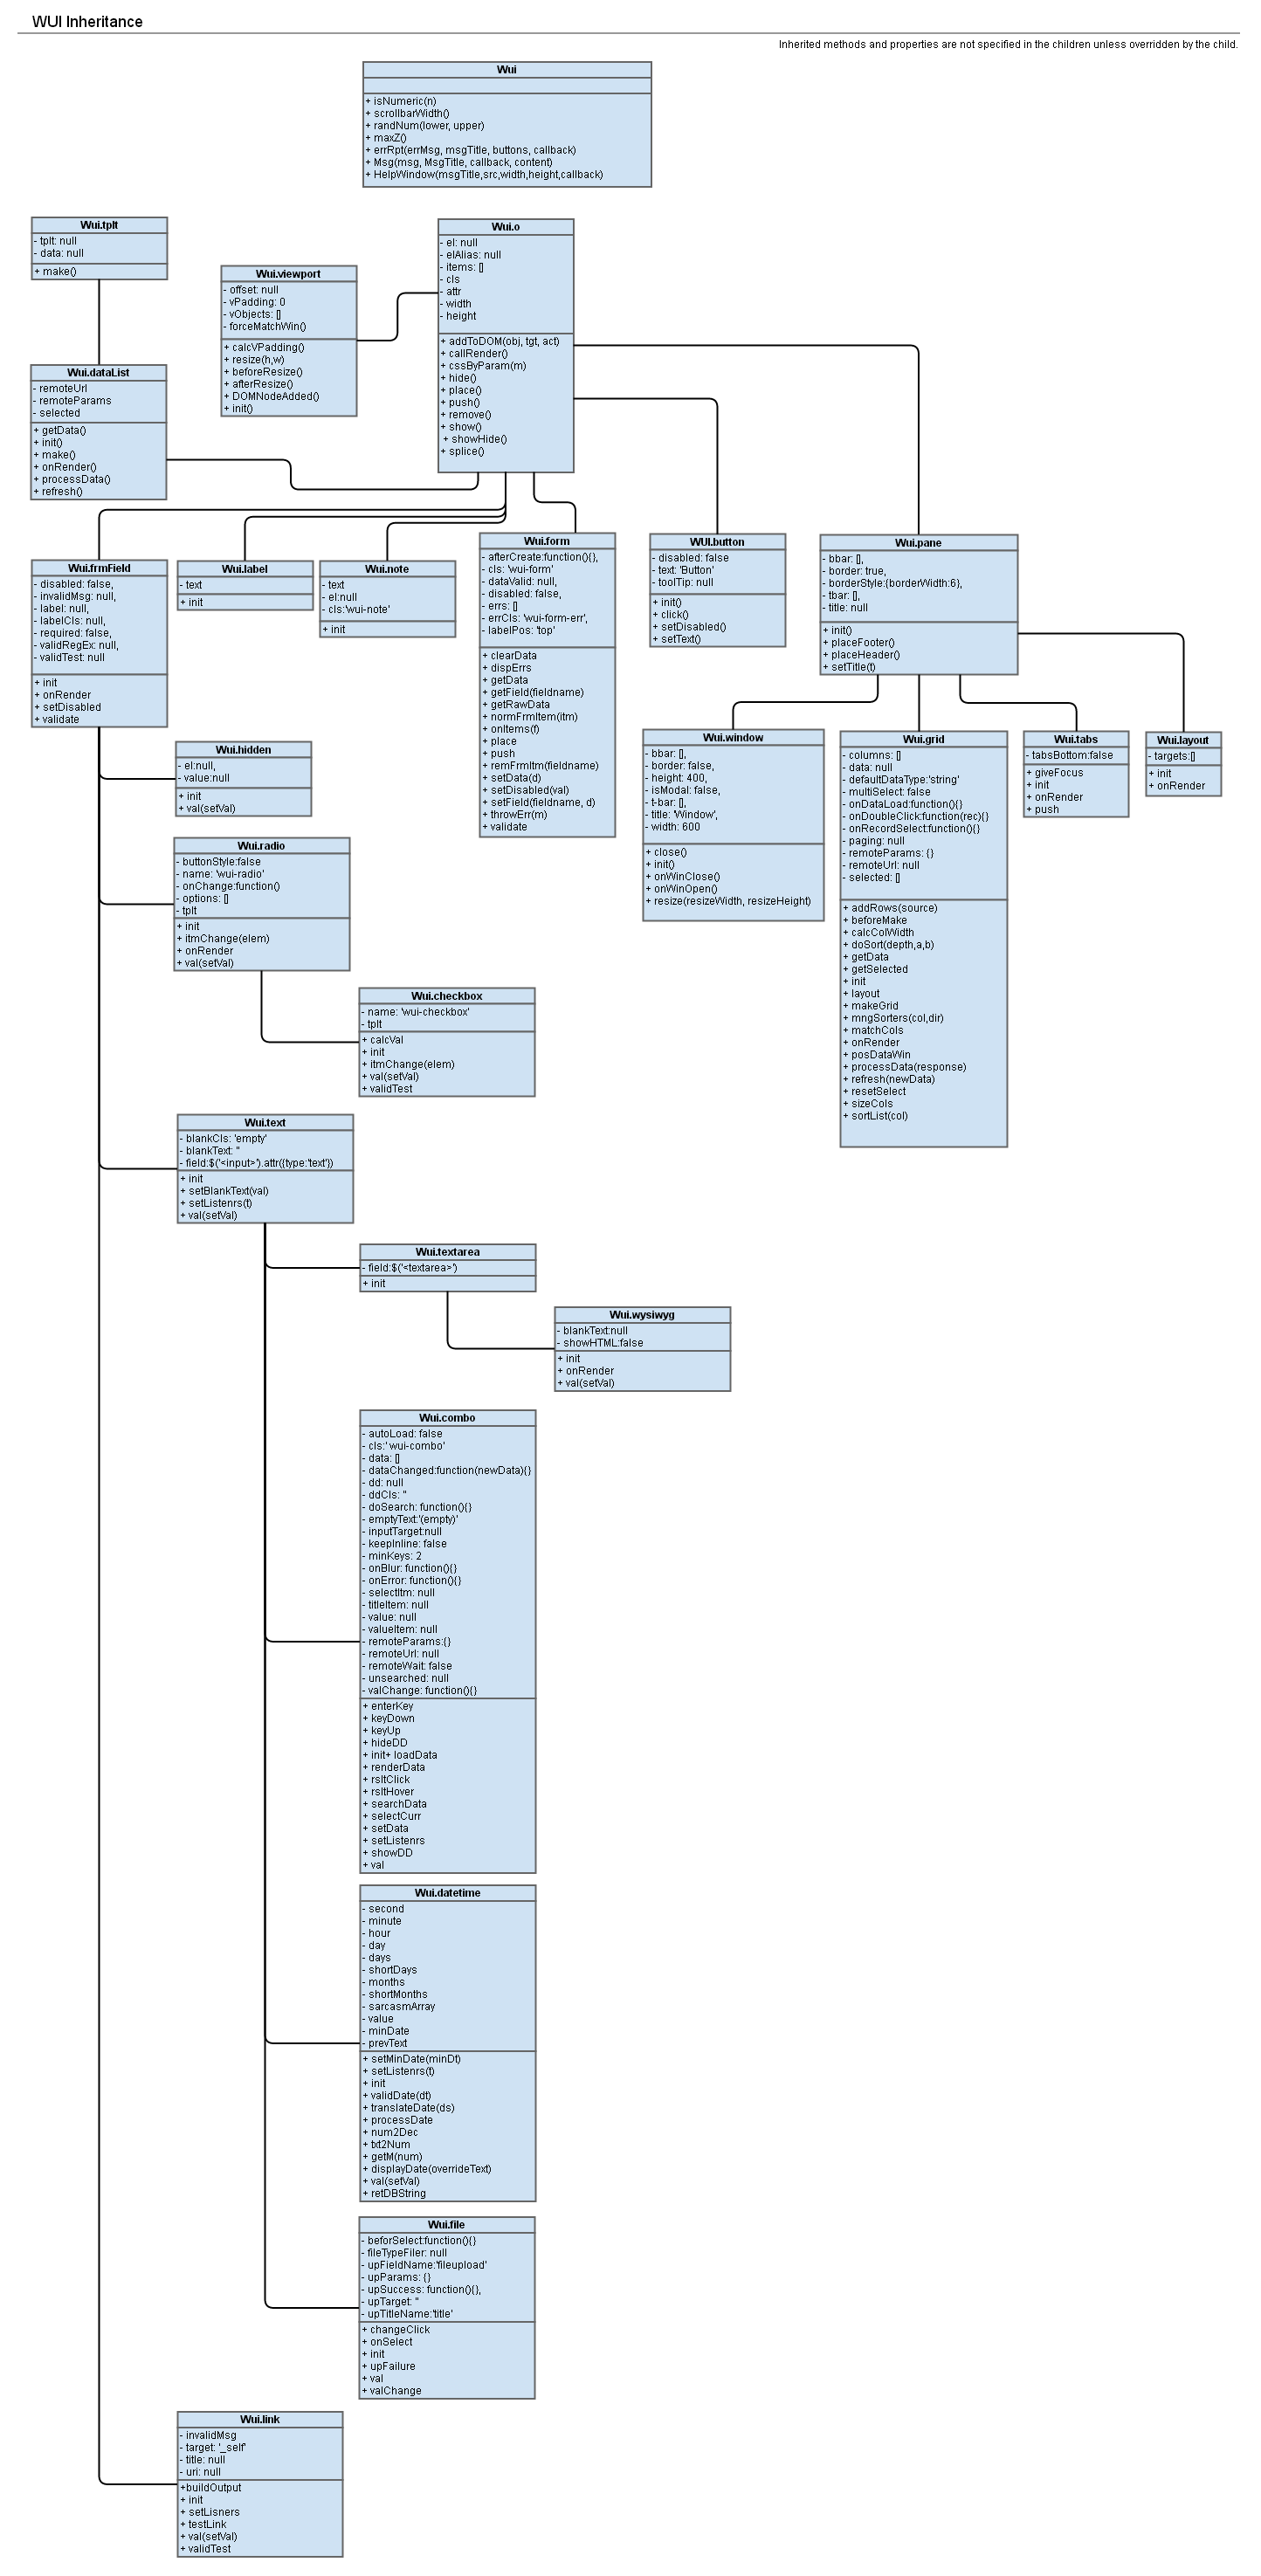 WUI Inheritance
Inherited methods and properties are not specified in the children unless overridden by the child.
Wui
+ isNumeric(n)
+ scrollbarWidth()
+ randNum(lower, upper)
+ maxZ()
+ errRpt(errMsg, msgTitle, buttons, callback)
+ Msg(msg, MsgTitle, callback, content)
+ HelpWindow(msgTitle,src,width,height,callback)
Wui.tplt
- tplt: null
- data: null
+ make()
Wui.o
- el: null
- elAlias: null
- items: []
- cls
- attr
- width
- height
+ addToDOM(obj, tgt, act)
+ callRender()
+ cssByParam(m)
+ hide()
+ place()
+ push()
+ remove()
+ show()
+ showHide()
+ splice()
Wui.viewport
- offset: null
- vPadding: 0
- vObjects: []
- forceMatchWin()
+ calcVPadding()
+ resize(h,w)
+ beforeResize()
+ afterResize()
+ DOMNodeAdded()
+ init()
Wui.dataList
- remoteUrl
- remoteParams
- selected
+ getData()
+ init()
+ make()
+ onRender()
+ processData()
+ refresh()
Wui.frmField
- disabled: false,
- invalidMsg: null,
- label: null,
- labelCls: null,
- required: false,
- validRegEx: null,
- validTest: null
+ init
+ onRender
+ setDisabled
+ validate
Wui.label
- text
+ init
Wui.note
- text
- el:null
- cls:'wui-note'
+ init
Wui.form
- afterCreate:function(){},
- cls: 'wui-form'
- dataValid: null,
- disabled: false,
- errs: []
- errCls: 'wui-form-err',
- labelPos: 'top'
+ clearData
+ dispErrs
+ getData
+ getField(fieldname)
+ getRawData
+ normFrmItem(itm)
+ onItems(f)
+ place
+ push
+ remFrmItm(fieldname)
+ setData(d)
+ setDisabled(val)
+ setField(fieldname, d)
+ throwErr(m)
+ validate
WUI.button
- disabled: false
- text: 'Button'
- toolTip: null
+ init()
+ click()
+ setDisabled()
+ setText()
Wui.pane
- bbar: [],
- border: true,
- borderStyle:{borderWidth:6},
- tbar: [],
- title: null
+ init()
+ placeFooter()
+ placeHeader()
+ setTitle(t)
Wui.window
- bbar: [],
- border: false,
- height: 400,
- isModal: false,
- t-bar: [],
- title: 'Window',
- width: 600
+ close()
+ init()
+ onWinClose()
+ onWinOpen()
+ resize(resizeWidth, resizeHeight)
Wui.grid
- columns: []
- data: null
- defaultDataType:'string'
- multiSelect: false
- onDataLoad:function(){}
- onDoubleClick:function(rec){}
- onRecordSelect:function(){}
- paging: null
- remoteParams: {}
- remoteUrl: null
- selected: []
+ addRows(source)
+ beforeMake
+ calcColWidth
+ doSort(depth,a,b)
+ getData
+ getSelected
+ init
+ layout
+ makeGrid
+ mngSorters(col,dir)
+ matchCols
+ onRender
+ posDataWin
+ processData(response)
+ refresh(newData)
+ resetSelect
+ sizeCols
+ sortList(col)
Wui.tabs
- tabsBottom:false
+ giveFocus
+ init
+ onRender
+ push
Wui.layout
- targets:[]
+ init
+ onRender
Wui.hidden
- el:null,
- value:null
+ init
+ val(setVal)
Wui.radio
- buttonStyle:false
- name: 'wui-radio'
- onChange:function()
- options: []
- tplt
+ init
+ itmChange(elem)
+ onRender
+ val(setVal)
Wui.checkbox
- name: 'wui-checkbox'
- tplt
+ calcVal
+ init
+ itmChange(elem)
+ val(setVal)
+ validTest
Wui.text
- blankCls: 'empty'
- blankText: ''
- field:$('<input>').attr({type:'text'})
+ init
+ setBlankText(val)
+ setListenrs(t)
+ val(setVal)
Wui.textarea
- field:$('<textarea>')
+ init
Wui.wysiwyg
- blankText:null
- showHTML:false
+ init
+ onRender
+ val(setVal)
Wui.combo
- autoLoad: false
- cls:' wui-combo'
- data: []
- dataChanged:function(newData){}
- dd: null
- ddCls: ''
- doSearch: function(){}
- emptyText:'(empty)'
- inputTarget:null
- keepInline: false
- minKeys: 2
- onBlur: function(){}
- onError: function(){}
- selectItm: null
- titleItem: null
- value: null
- valueItem: null
- remoteParams:{}
- remoteUrl: null
- remoteWait: false
- unsearched: null
- valChange: function(){}
+ enterKey
+ keyDown
+ keyUp
+ hideDD
+ init+ loadData
+ renderData
+ rsltClick
+ rsltHover
+ searchData
+ selectCurr
+ setData
+ setListenrs
+ showDD
+ val
Wui.datetime
- second
- minute
- hour
- day
- days
- shortDays
- months
- shortMonths
- sarcasmArray
- value
- minDate
- prevText
+ setMinDate(minDt)
+ setListenrs(t)
+ init
+ validDate(dt)
+ translateDate(ds)
+ processDate
+ num2Dec
+ txt2Num
+ getM(num)
+ displayDate(overrideText)
+ val(setVal)
+ retDBString
Wui.file
- beforSelect:function(){}
- fileTypeFiler: null
- upFieldName:'fileupload'
- upParams: {}
- upSuccess: function(){},
- upTarget: ''
- upTitleName:'title'
+ changeClick
+ onSelect
+ init
+ upFailure
+ val
+ valChange
Wui.link
- invalidMsg
- target: '_self'
- title: null
- uri: null
+buildOutput
+ init
+ setLisners
+ testLink
+ val(setVal)
+ validTest